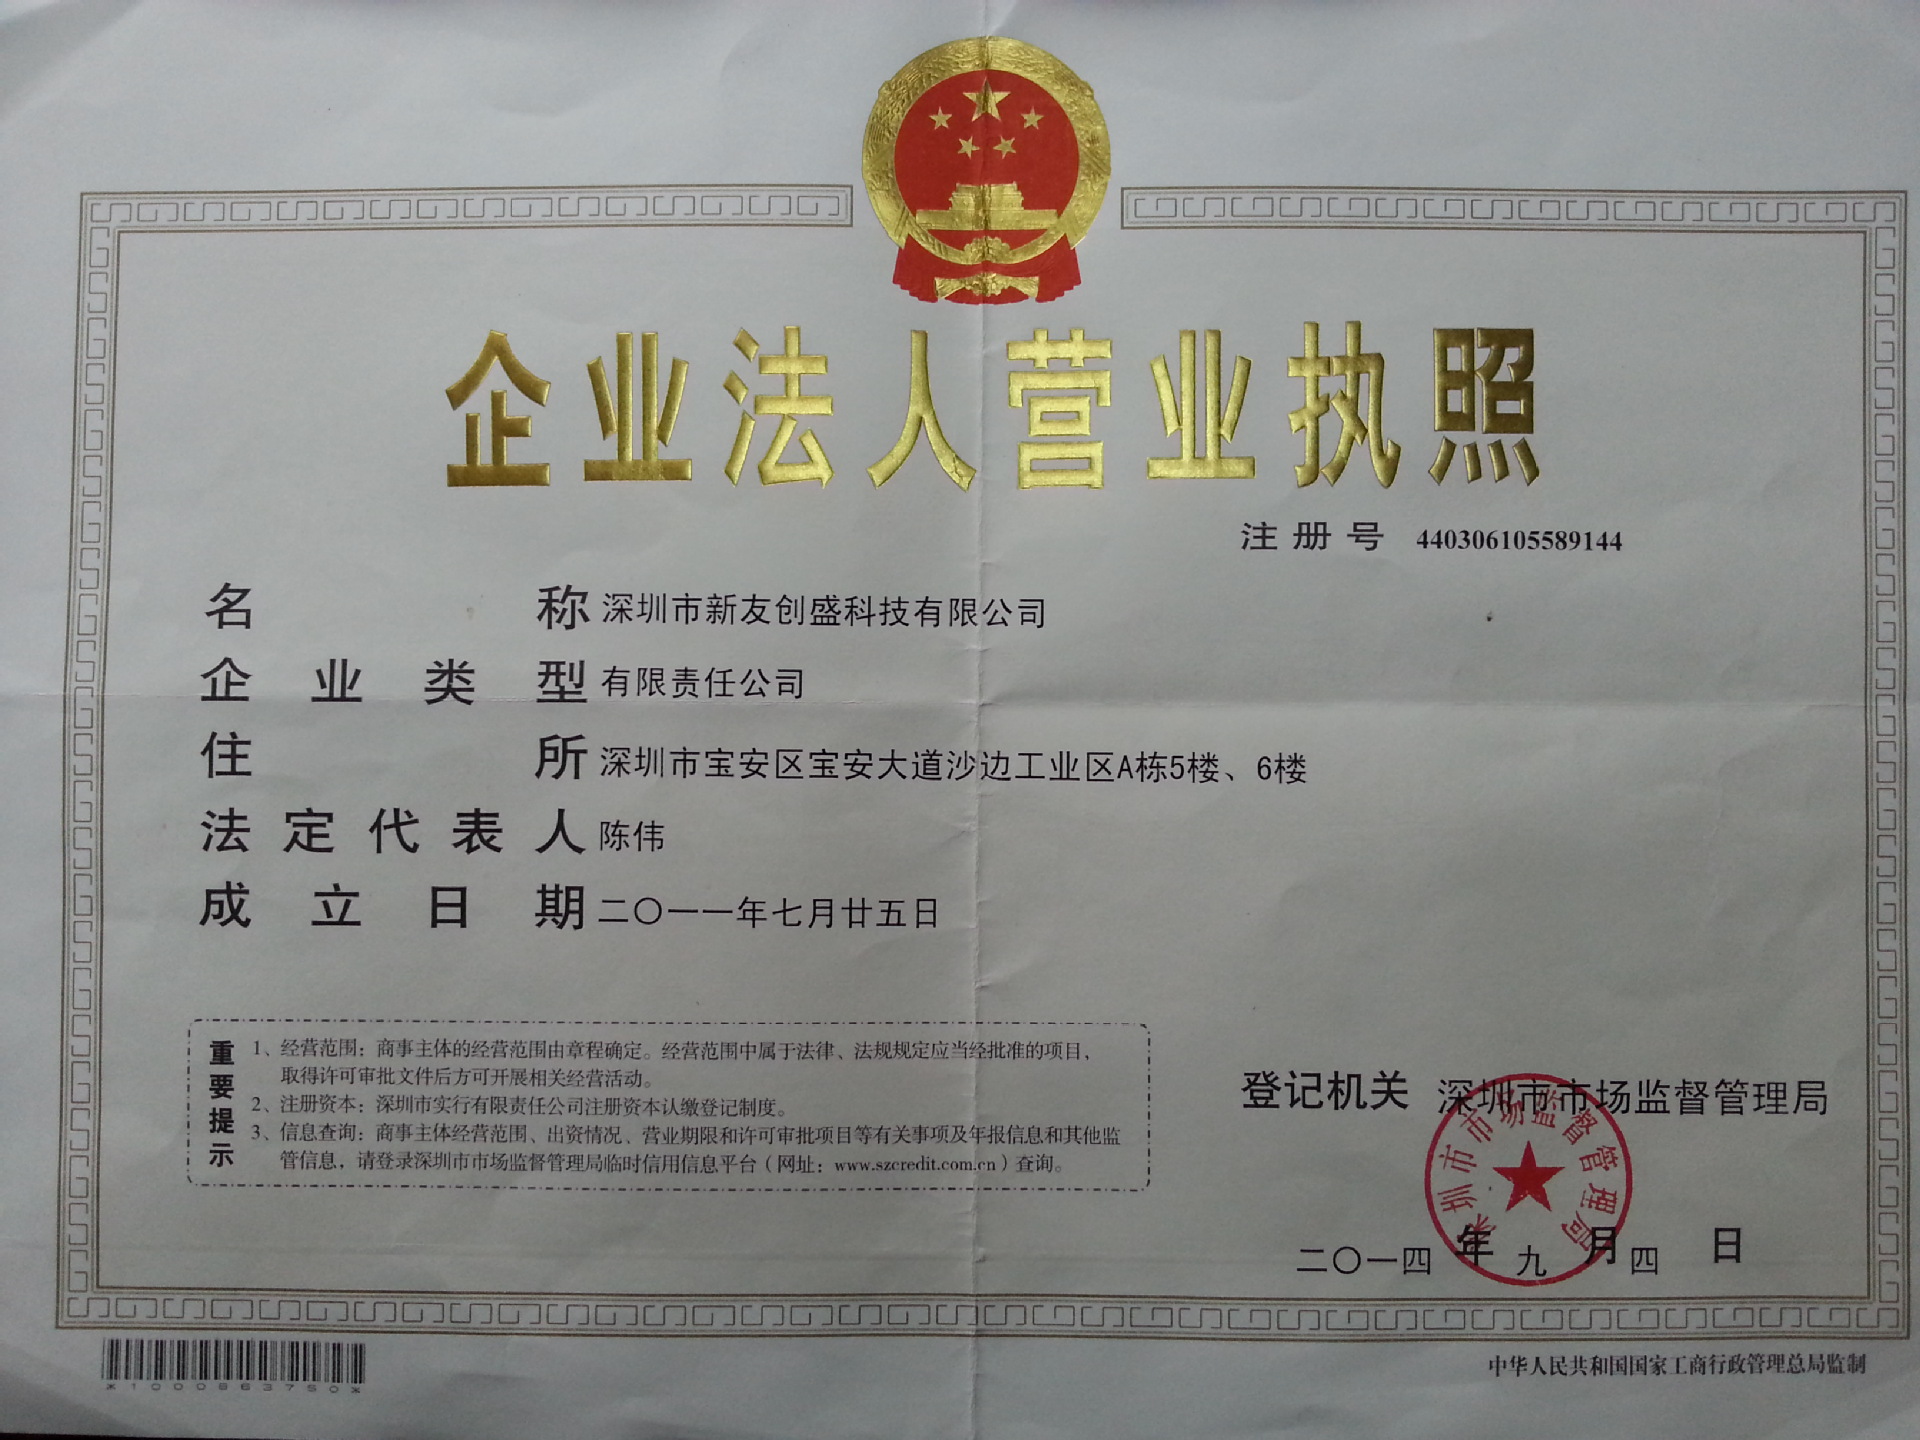 企业法人营业执照
注册号 440306105589144
名称 深圳市新友创盛科技有限公司
企业类型 有限责任公司
住所 深圳市宝安区宝安大道沙边工业区A栋5楼、6楼
法定代表人 陈伟
成立日期 二〇一一年七月廿五日
重要提示
1、经营范围：商事主体的经营范围由章程确定。经营范围中属于法律、法规规定应当经批准的项目，
取得许可审批文件后方可开展相关经营活动。
2、注册资本：深圳市实行有限责任公司注册资本认缴登记制度。
3、信息查询：商事主体经营范围、出资情况、营业期限和许可审批项目等有关事项及年报信息和其他监
管信息，请登录深圳市市场监督管理局临时信用信息平台（网址：www.szcredit.com.cn）查询。
登记机关 深圳市市场监督管理局
深圳市市场监督管理局
二〇一四年九月四日
*1000663750*
中华人民共和国国家工商行政管理总局监制